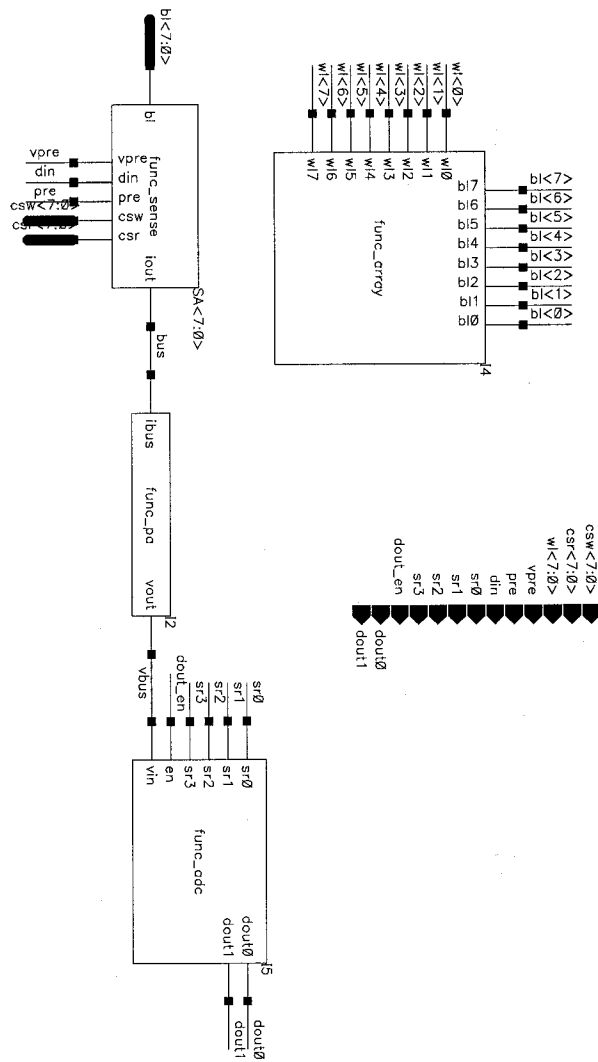 bl<7:0>
bl
func_sense
vpre
din
pre
csw
csr
iout
vpre
din
pre
csw<7:0>
csr<7:0>
SA<7:0>
bus
ibus
func_pa
vout
I2
vbus
wl<0>
wl<1>
wl<2>
wl<3>
wl<4>
wl<5>
wl<6>
wl<7>
wl0
wl1
wl2
wl3
wl4
wl5
wl6
wl7
func_array
bl7
bl6
bl5
bl4
bl3
bl2
bl1
bl0
bl<7>
bl<6>
bl<5>
bl<4>
bl<3>
bl<2>
bl<1>
bl<0>
I4
csw<7:0>
csr<7:0>
wl<7:0>
vpre
pre
din
sr0
sr1
sr2
sr3
dout_en
dout0
dout1
sr0
sr1
sr2
sr3
dout_en
sr0
sr1
sr2
sr3
en
vin
func_adc
dout0
dout1
I5
dout0
dout1